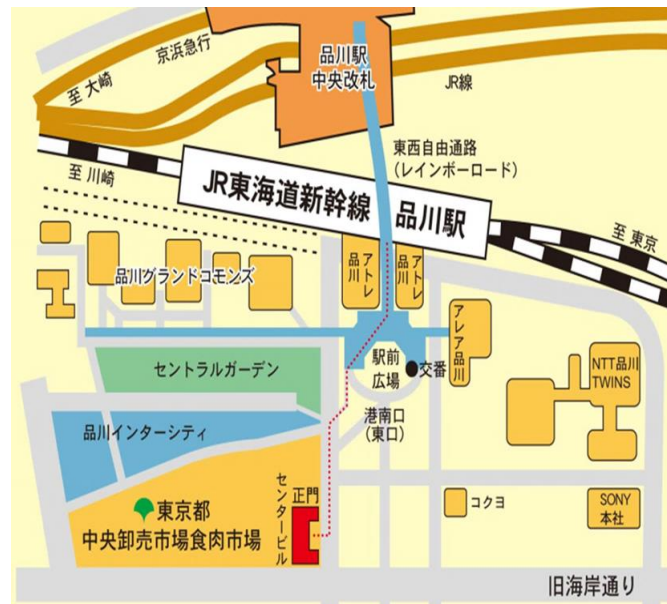 京浜急行
至 大崎
品川駅
中央改札
JR線
東西自由通路
(レインボーロード)
至 川崎
JR東海道新幹線 品川駅
至 東京
品川グランドコモンズ
アトレ
品川
アトレ
品川
アレア品川
駅前
広場
交番
セントラルガーデン
NTT品川
TWINS
港南口
(東口)
品川インターシティ
センタービル
正門
東京都
中央卸売市場食肉市場
コクヨ
SONY
本社
旧海岸通り